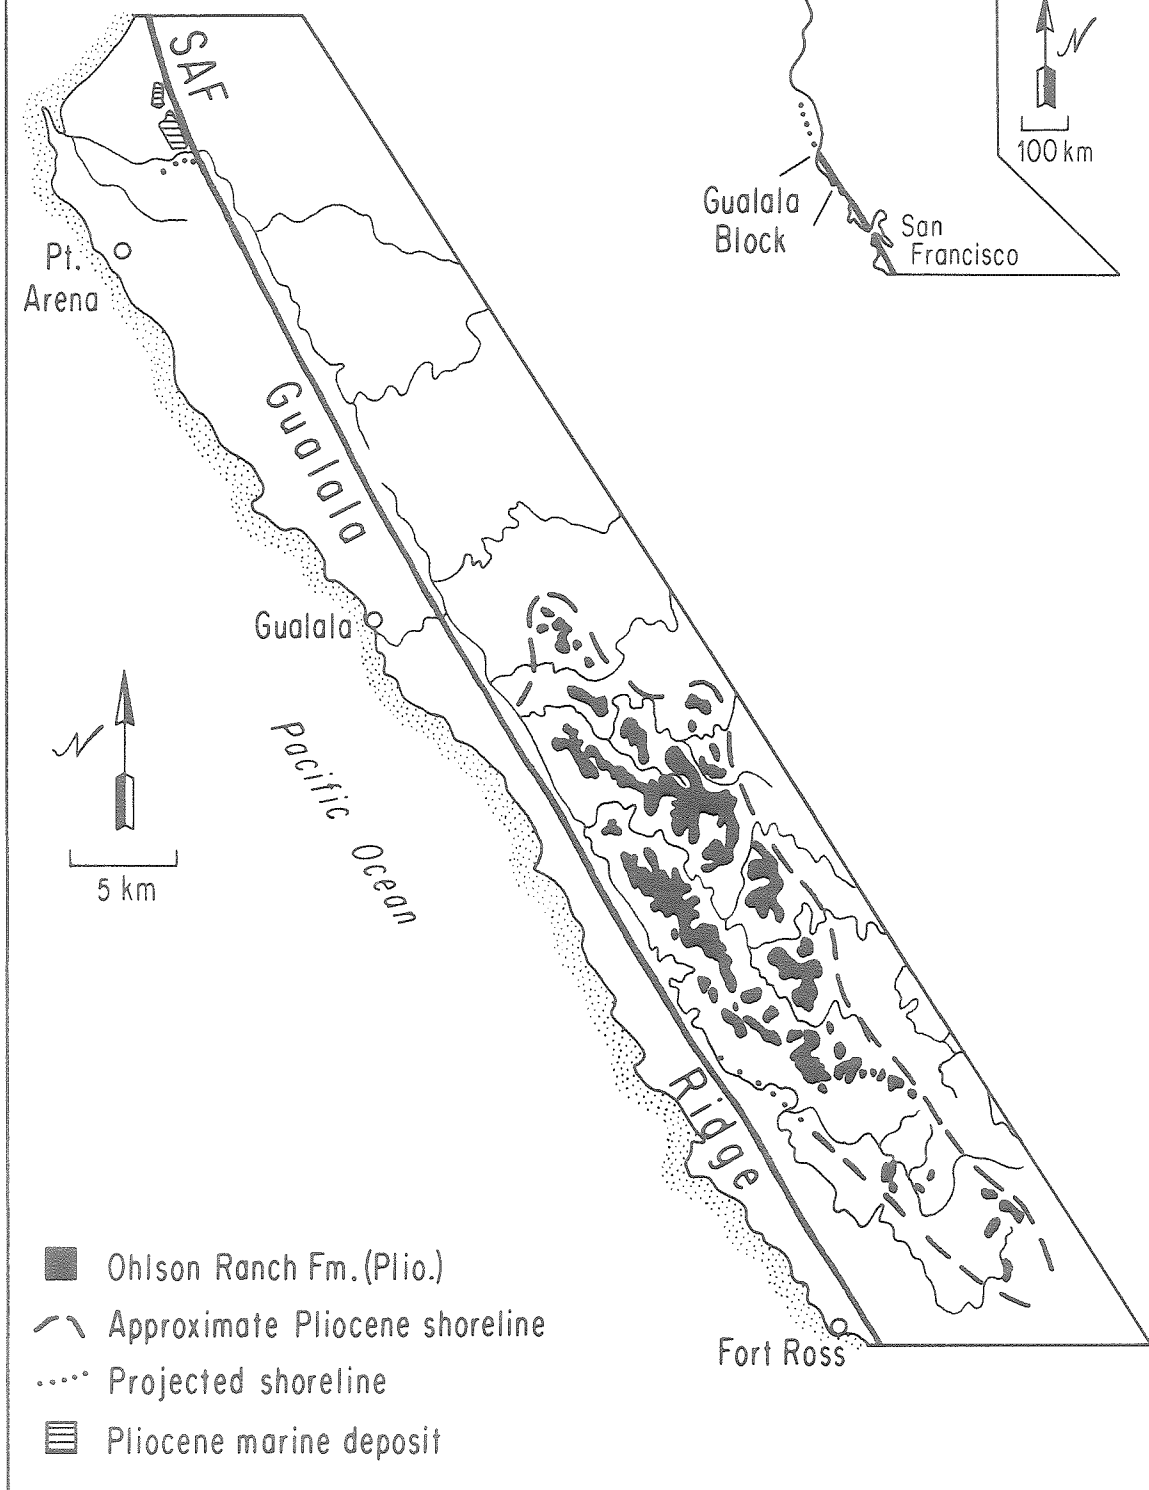 SAF
N
100 km
Gualala
Block
San
Francisco
Pt.
Arena
Gualala
Gualala
N
5 km
Pacific Ocean
Ridge
Fort Ross
Ohlson Ranch Fm. (Plio.)
Approximate Pliocene shoreline
Projected shoreline
Pliocene marine deposit